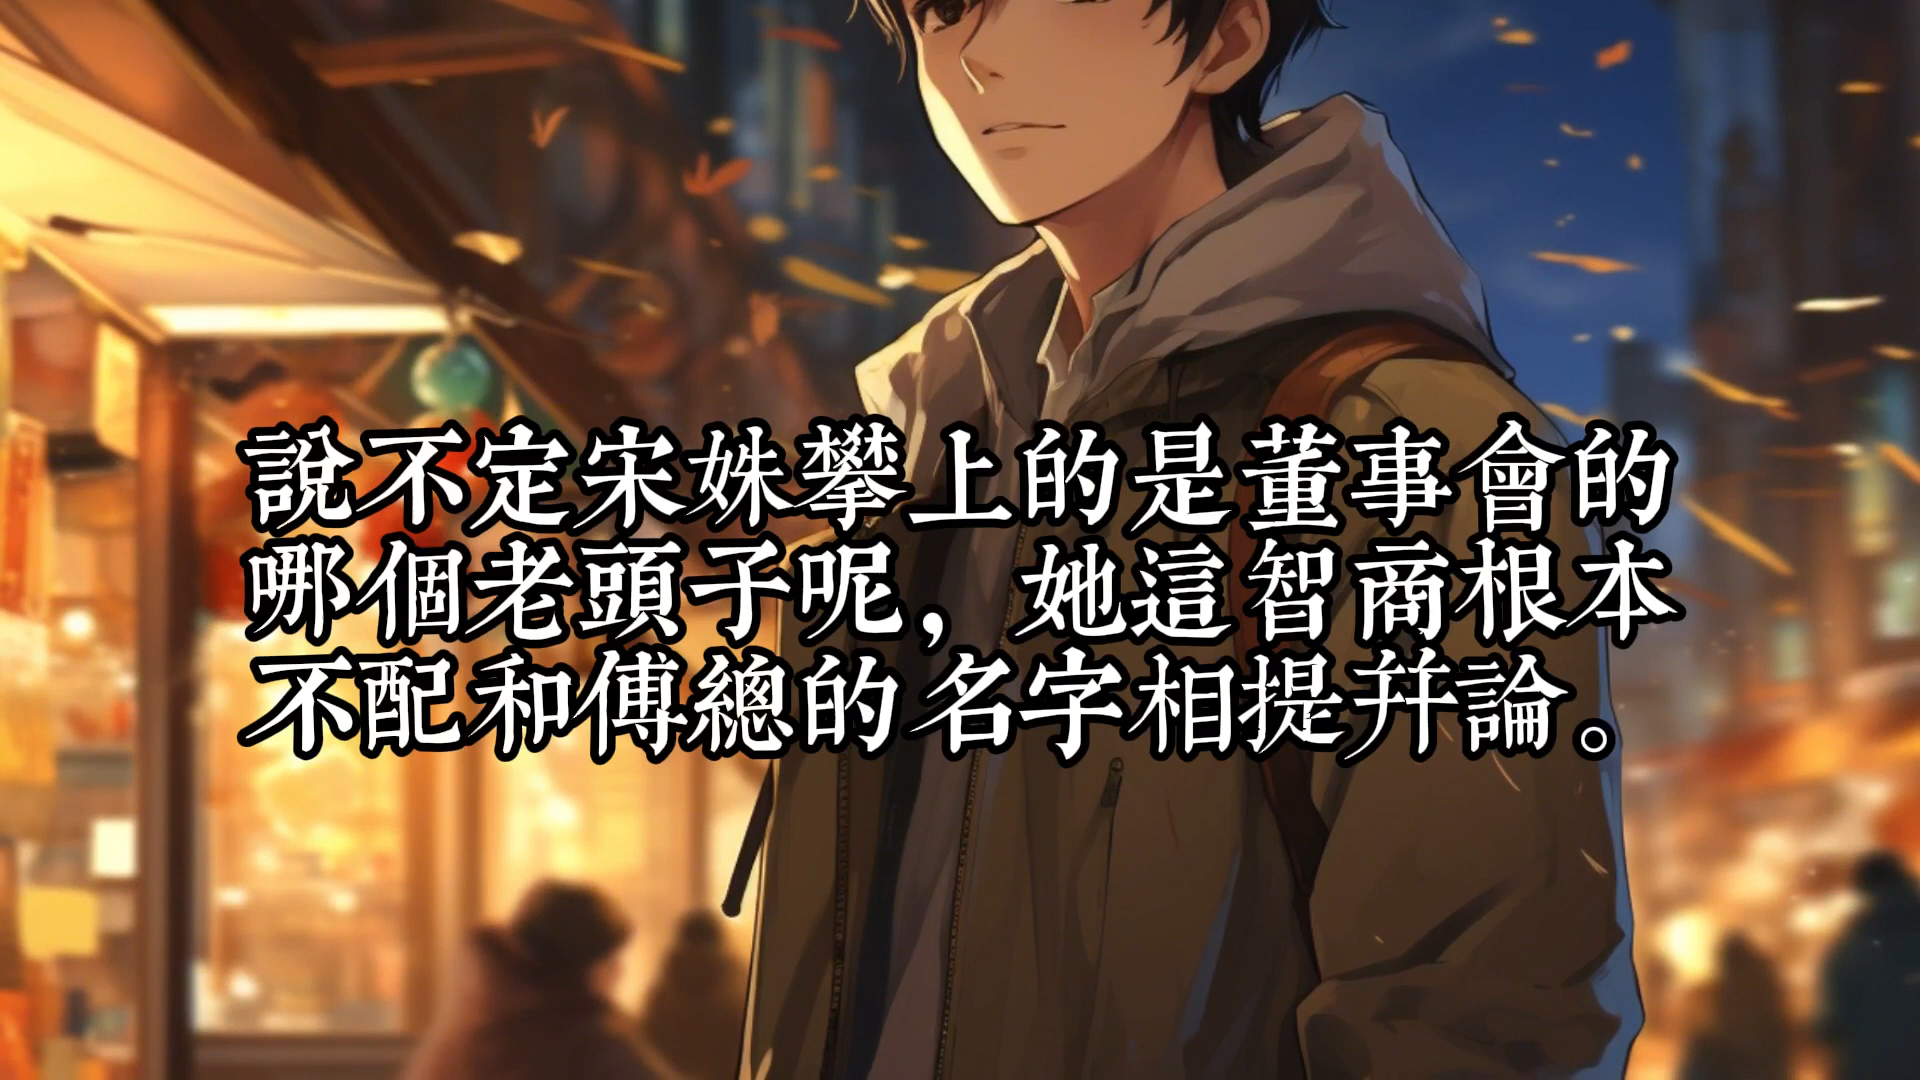 說不定宋姝攀上的是董事會的
哪個老頭子呢，她這智商根本
不配和傅總的名字相提并論。